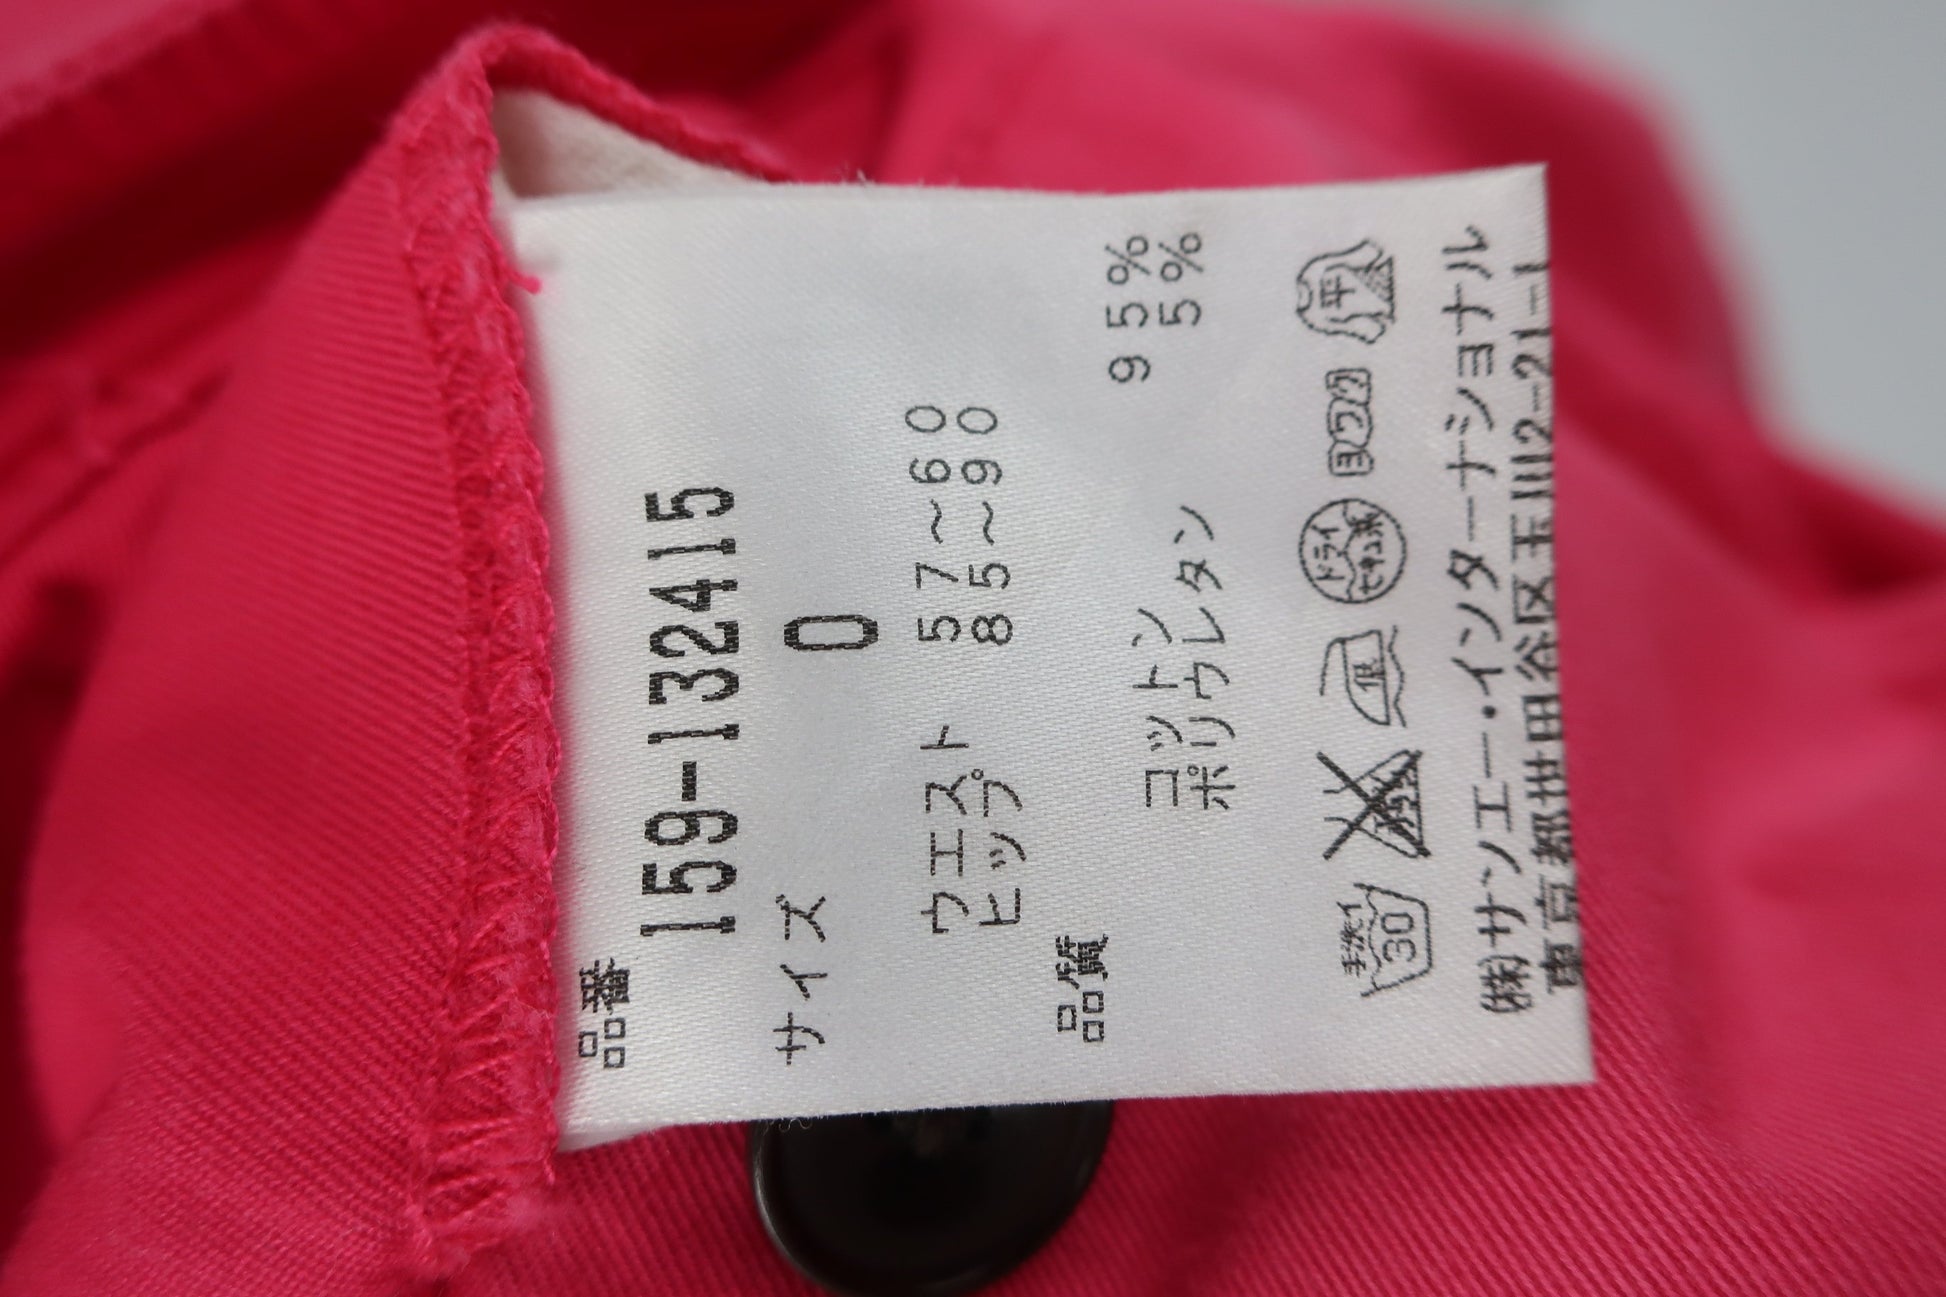 品番
159-132415
サイズ 0
ウエスト 57～60
ヒップ 85～90
品質
コットン 95%
ポリウレタン 5%
手洗イ 30
中
ドライ セキユ系
ヨワク
平
㈱サンエー・インターナショナル
東京都世田谷区玉川2-21-1